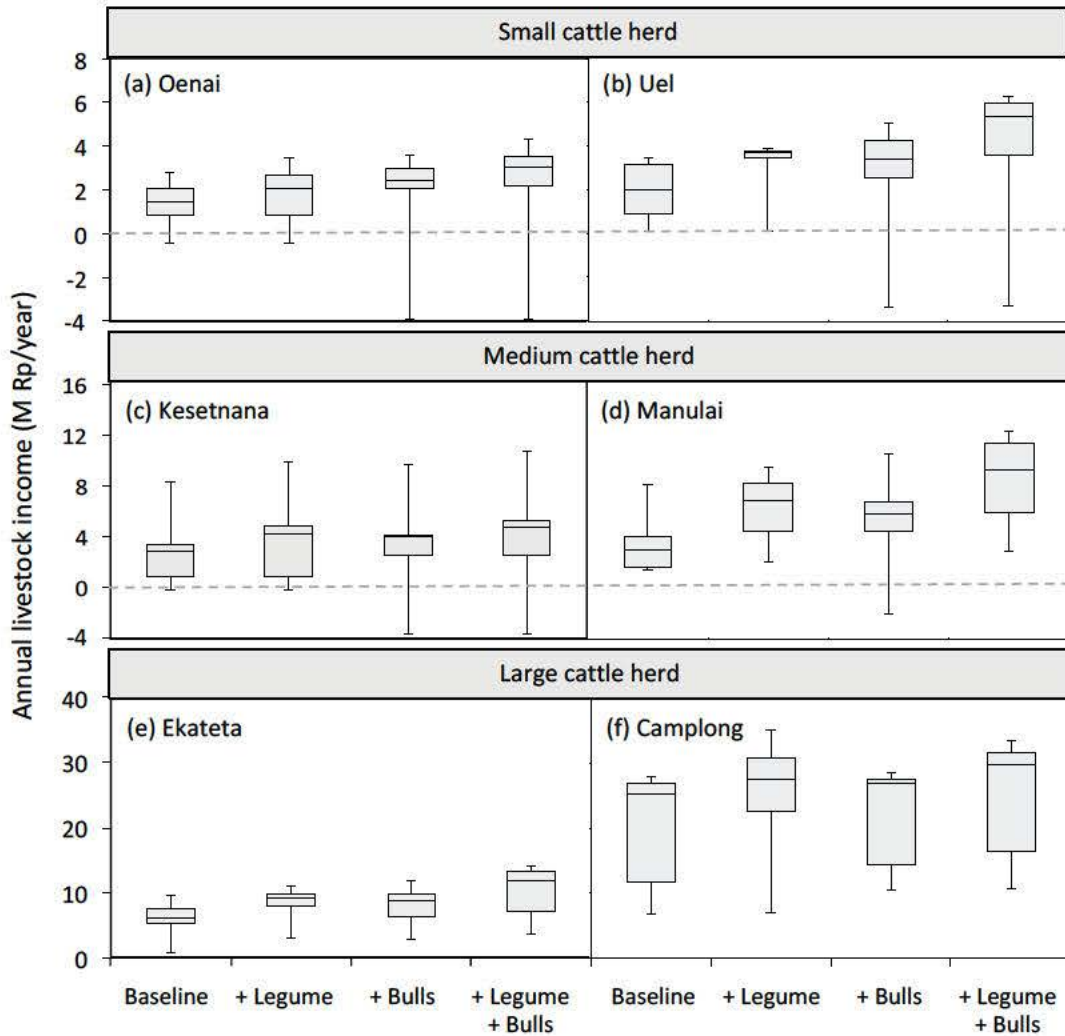 Small cattle herd
8
6
4
2
0
-2
-4
(a) Oenai
(b) Uel
Annual livestock income (M Rp/year)
Medium cattle herd
16
12
8
4
0
-4
(c) Kesetnana
(d) Manulai
Large cattle herd
40
30
20
10
0
(e) Ekateta
(f) Camplong
Baseline
+ Legume
+ Bulls
+ Legume
+ Bulls
Baseline
+ Legume
+ Bulls
+ Legume
+ Bulls